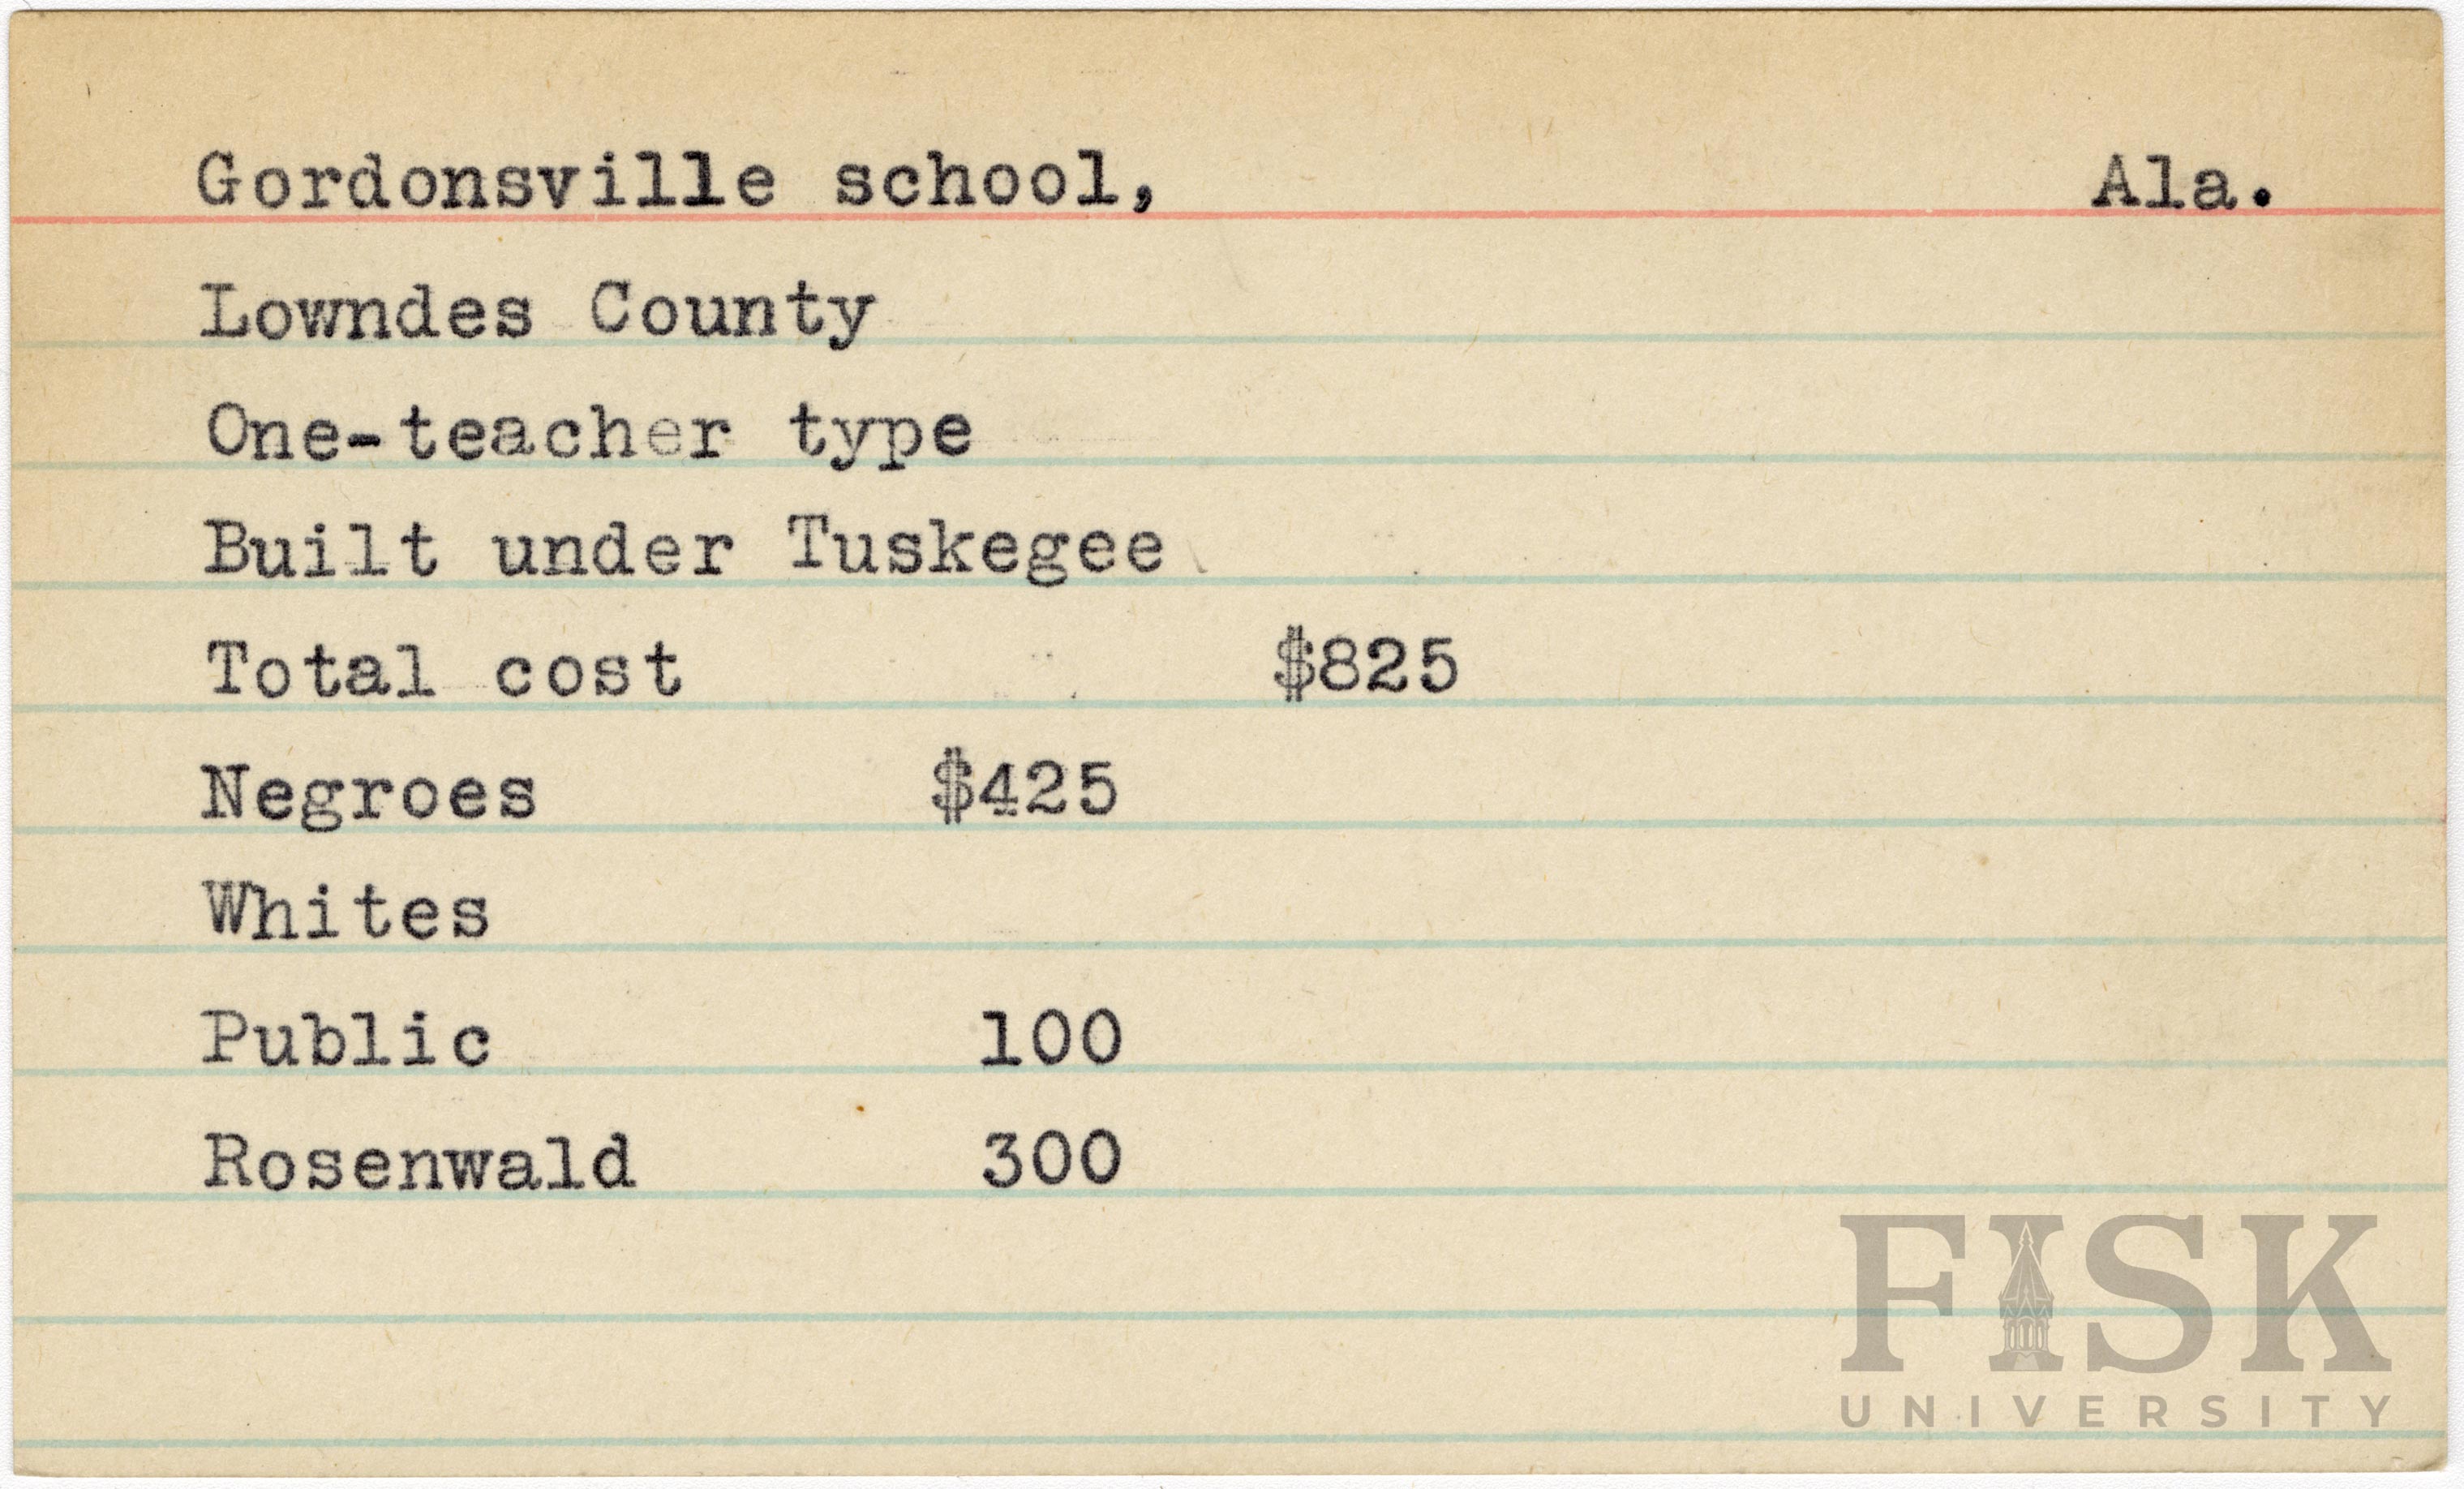 Gordonsville school, Ala.
Lowndes County
One-teacher type
Built under Tuskegee
Total cost $825
Negroes $425
Whites
Public 100
Rosenwald 300
FISK
UNIVERSITY